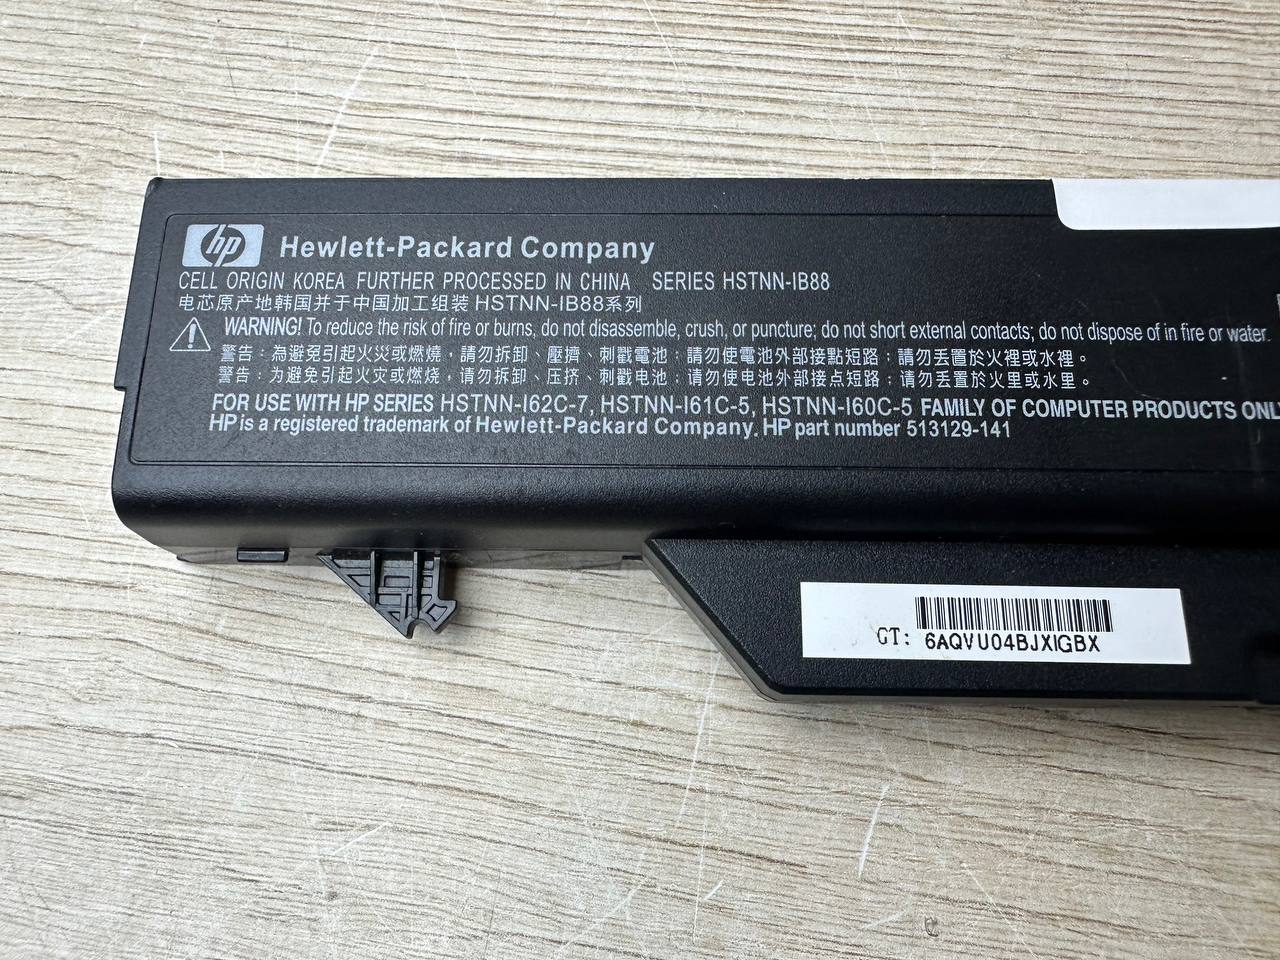 hp Hewlett-Packard Company
CELL ORIGIN KOREA FURTHER PROCESSED IN CHINA SERIES HSTNN-IB88
电芯原产地韩国并于中国加工组装 HSTNN-IB88系列
WARNING! To reduce the risk of fire or burns, do not disassemble, crush, or puncture; do not short external contacts; do not dispose of in fire or water.
警告：為避免引起火災或燃燒，請勿拆卸、壓擠、刺戳電池；請勿使電池外部接點短路；請勿丟置於火裡或水裡。
警告：为避免引起火灾或燃烧，请勿拆卸、压挤、刺戳电池；请勿使电池外部接点短路；请勿丢置於火里或水里。
FOR USE WITH HP SERIES HSTNN-I62C-7, HSTNN-I61C-5, HSTNN-I60C-5 FAMILY OF COMPUTER PRODUCTS ONL
HP is a registered trademark of Hewlett-Packard Company. HP part number 513129-141
CT: 6AQVU04BJXIGBX